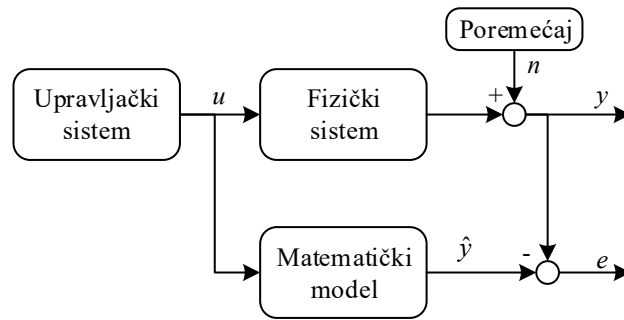 Poremećaj
n
Upravljački
sistem
u
Fizički
sistem
+
y
Matematički
model
ŷ
-
e